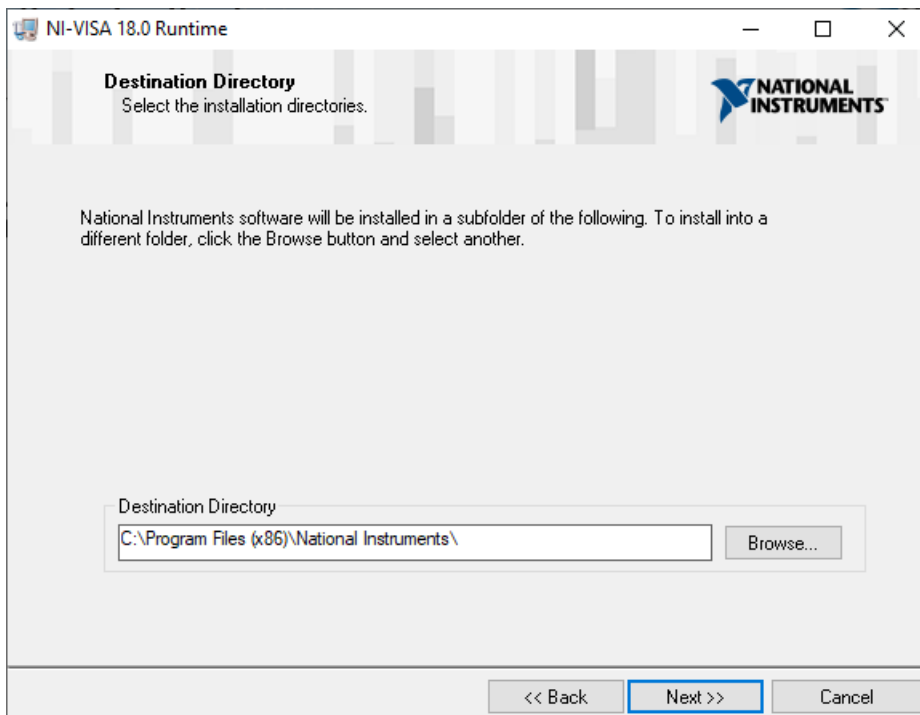 NI-VISA 18.0 Runtime
Destination Directory
Select the installation directories.
NATIONAL
INSTRUMENTS
National Instruments software will be installed in a subfolder of the following. To install into a
different folder, click the Browse button and select another.
Destination Directory
C:\Program Files (x86)\National Instruments\
Browse...
<< Back
Next >>
Cancel